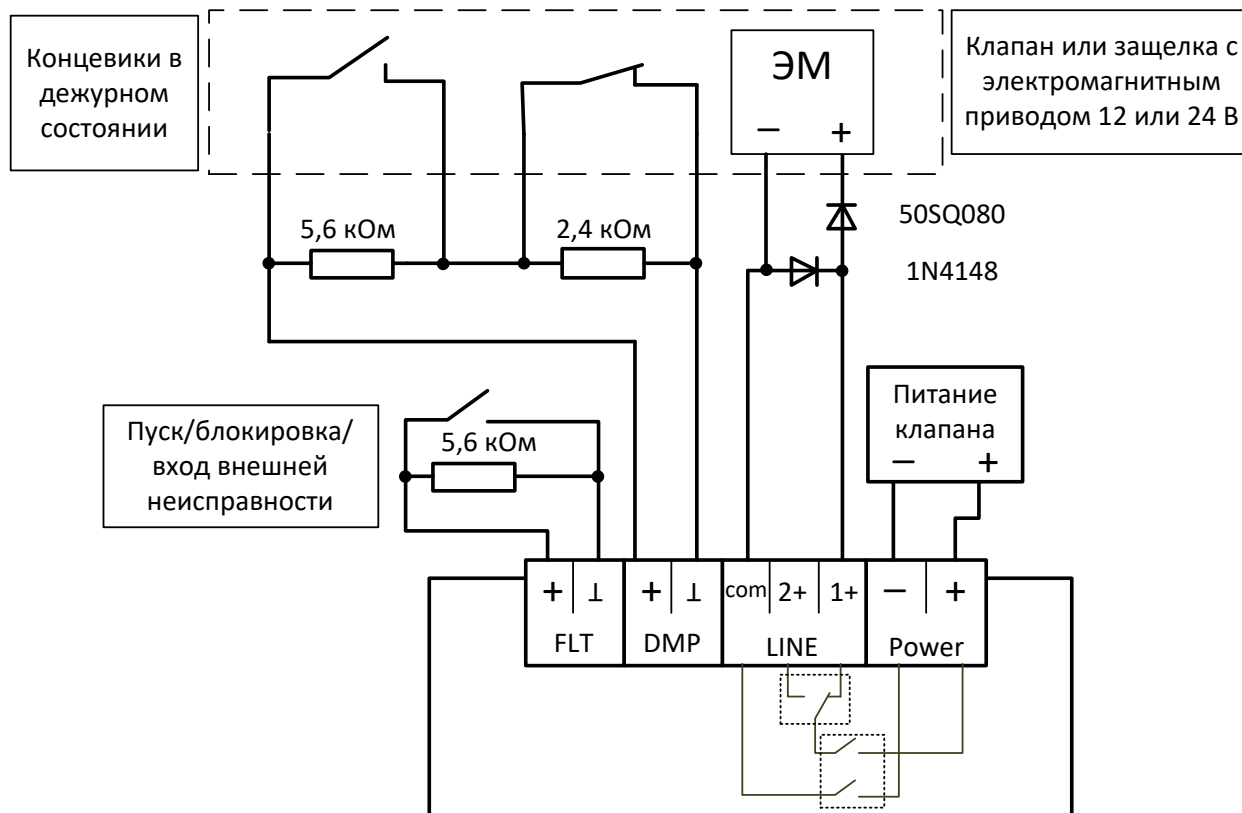 Концевики в
дежурном
состоянии
ЭМ
− +
Клапан или защелка с
электромагнитным
приводом 12 или 24 В
5,6 кОм
2,4 кОм
50SQ080
1N4148
Пуск/блокировка/
вход внешней
неисправности
5,6 кОм
Питание
клапана
− +
+ ⊥ + ⊥ com 2+ 1+ − +
FLT DMP LINE Power